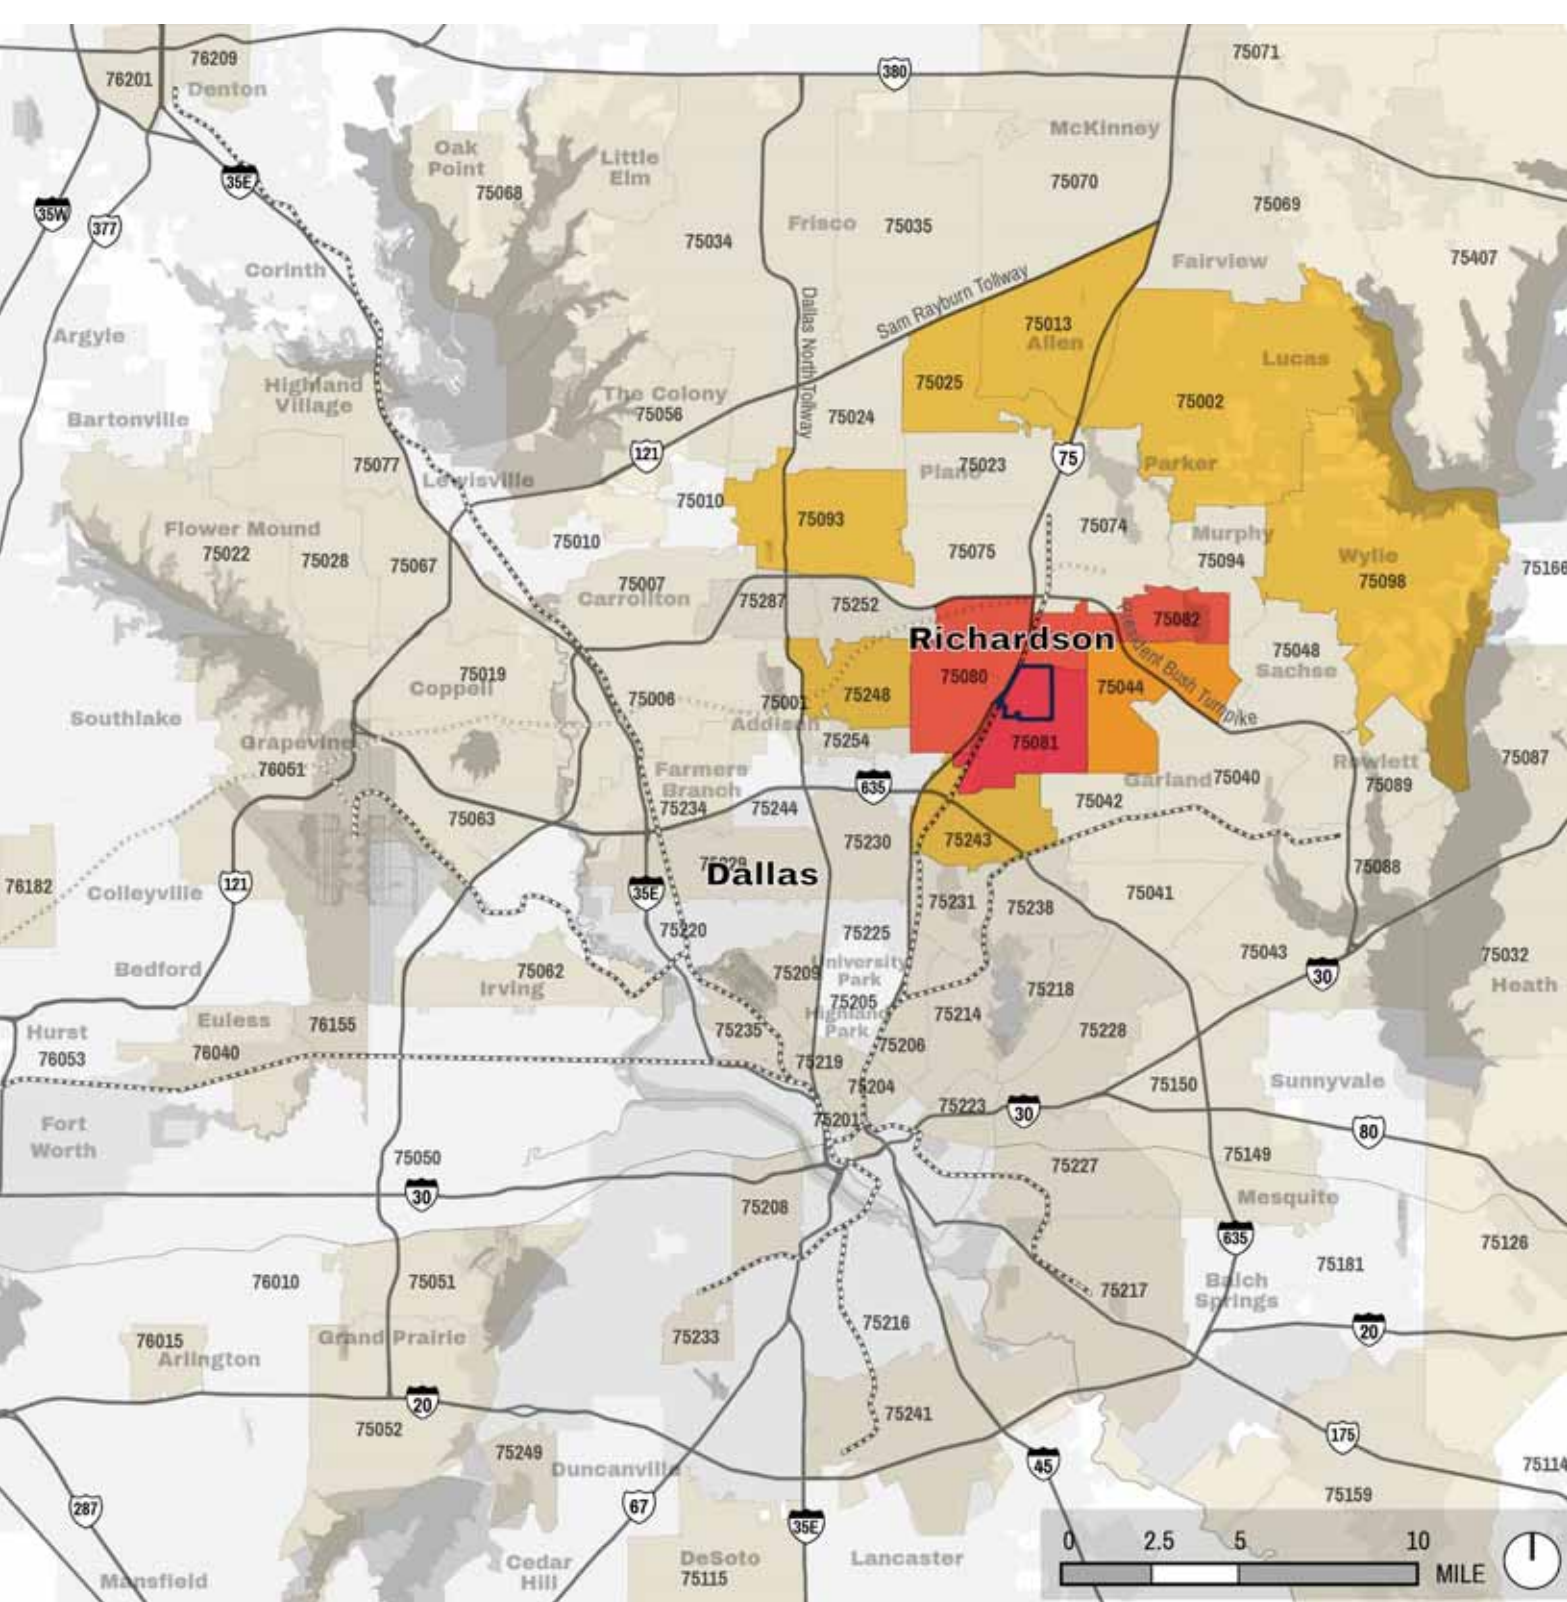 76209
Denton
76201
75071
380
McKinney
Oak
Point
75068
Little
Elm
35E
35W
377
75070
75069
Frisco
75035
75034
Corinth
Fairview
75407
Sam Rayburn Tollway
Dallas North Tollway
75013
Allen
Argyle
Lucas
Highland
Village
The Colony
75056
75025
75002
75024
Bartonville
121
75077
Lewisville
75
75023
Plano
Parker
75010
75093
75074
Murphy
75094
Flower Mound
75022
75028
75067
75010
75075
Wylie
75098
75166
75007
Carrollton
75287
75252
75082
Richardson
President Bush Turnpike
75048
Sachse
75019
Coppell
75006
75001
Addison
75248
75080
75044
Southlake
Grapevine
76051
75254
75081
Farmers
Branch
75234
75244
635
Garland
75040
75042
Rowlett
75089
75087
75063
75230
75243
75229
Dallas
75088
76182
Colleyville
121
35E
75231
75238
75041
75220
75225
University
Park
Bedford
75062
Irving
75209
75043
30
75032
Heath
75205
Highland
Park
75218
75214
Euless
76155
75235
75228
Hurst
76053
76040
75206
75219
75204
75150
Sunnyvale
75223
30
75201
80
Fort
Worth
75050
30
75227
75149
Mesquite
75208
635
75126
76010
75051
75181
Balch
Springs
75217
76015
Arlington
Grand Prairie
75233
75216
20
20
75052
75241
75249
Duncanville
45
175
75114
287
67
35E
75159
Mansfield
Cedar
Hill
DeSoto
75115
Lancaster
0 2.5 5 10
MILE